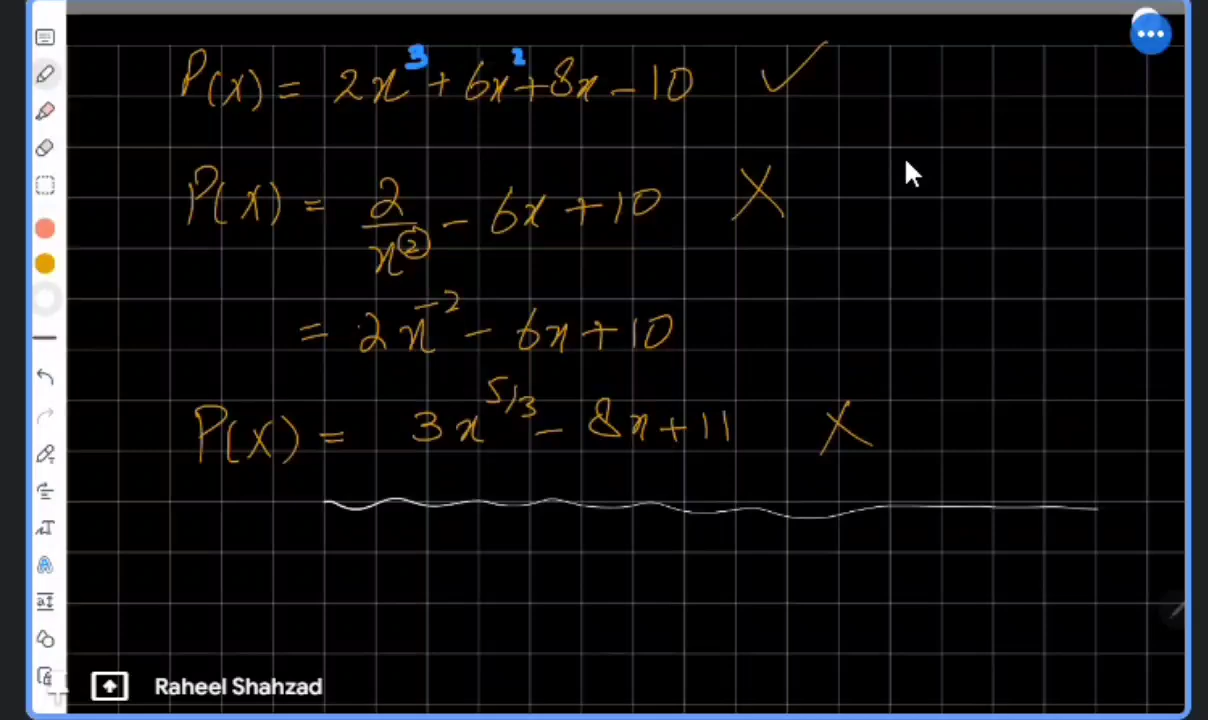 P(x) = 2x³ + 6x² + 8x - 10 ✓
P(x) = 2/x² - 6x + 10 X
= 2x⁻² - 6x + 10
P(x) = 3x^5/3 - 8x + 11 X
Raheel Shahzad